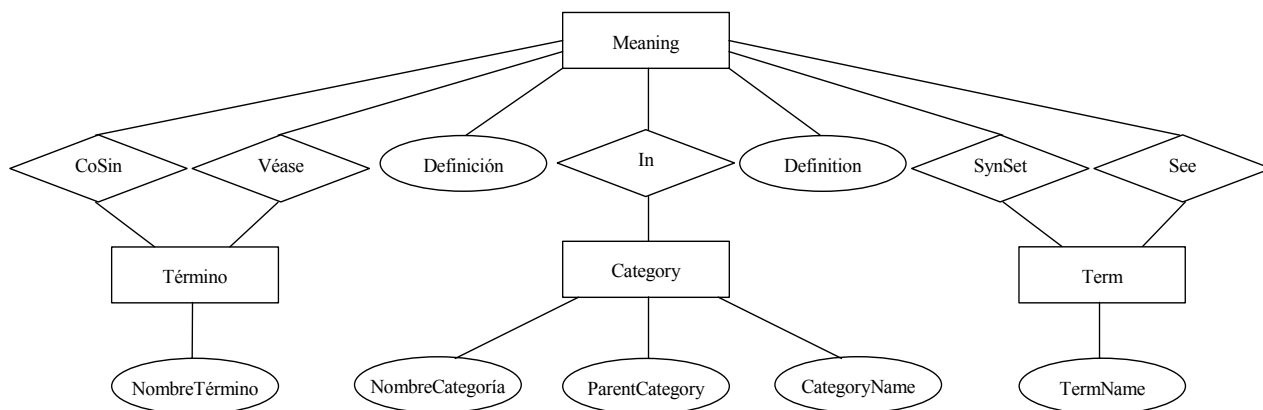 Meaning
CoSin
Véase
Definición
In
Definition
SynSet
See
Término
Category
Term
NombreTérmino
NombreCategoría
ParentCategory
CategoryName
TermName